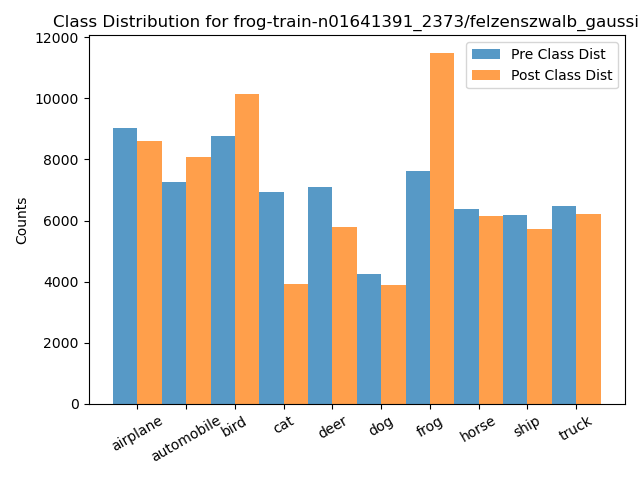 Class Distribution for frog-train-n01641391_2373/felzenszwalb_gaussi
Pre Class Dist
Post Class Dist
Counts
12000
10000
8000
6000
4000
2000
0
airplane
automobile
bird
cat
deer
dog
frog
horse
ship
truck